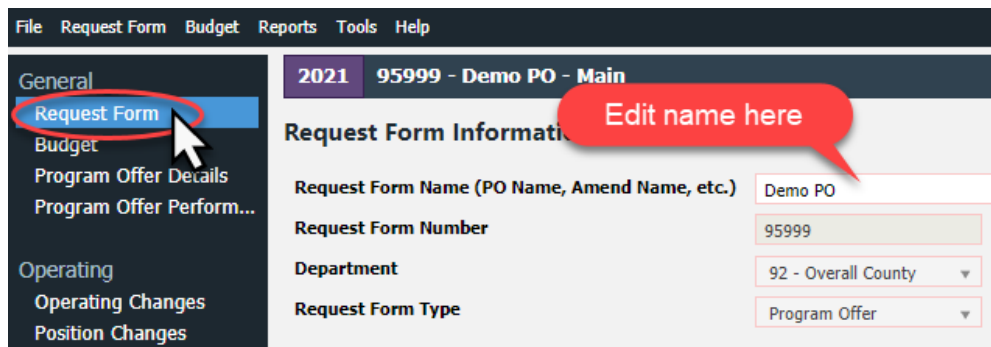 File Request Form Budget Reports Tools Help
General
Request Form
Budget
Program Offer Details
Program Offer Perform...
Operating
Operating Changes
Position Changes
2021 95999 - Demo PO - Main
Edit name here
Request Form Informati
Request Form Name (PO Name, Amend Name, etc.) Demo PO
Request Form Number 95999
Department 92 - Overall County
Request Form Type Program Offer